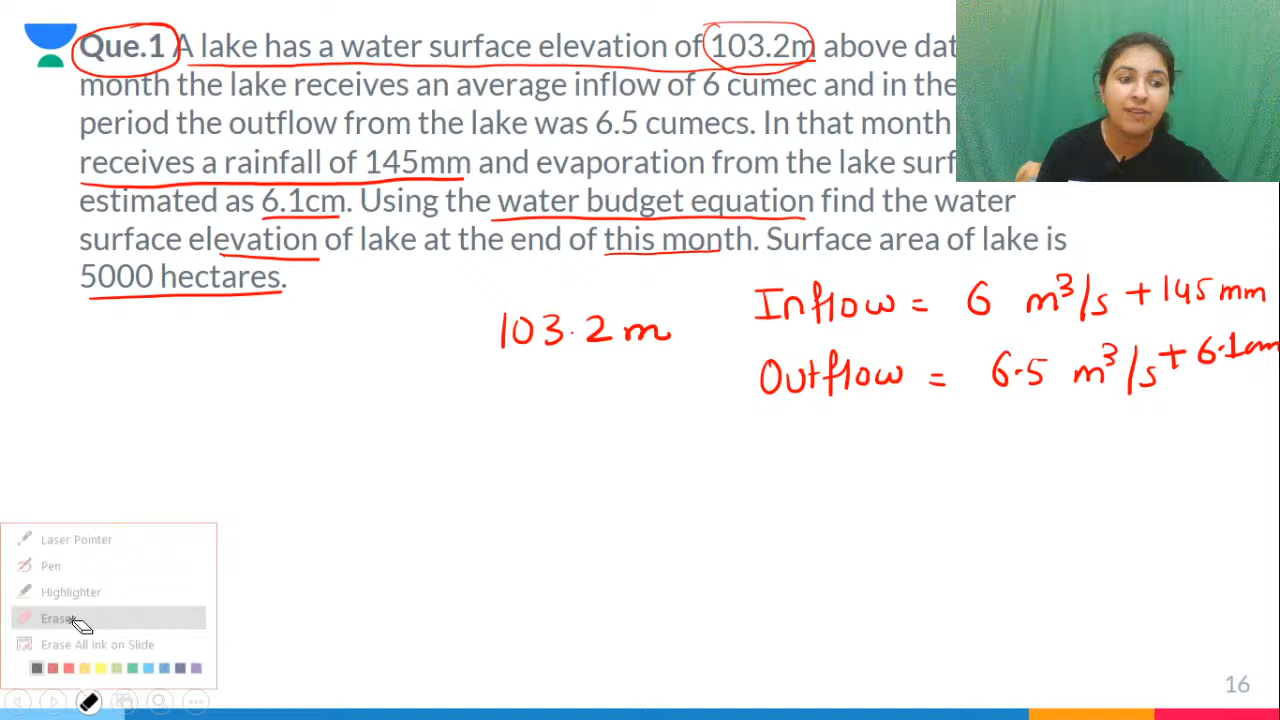 Que.1 A lake has a water surface elevation of 103.2m above dat
month the lake receives an average inflow of 6 cumec and in the
period the outflow from the lake was 6.5 cumecs. In that month
receives a rainfall of 145mm and evaporation from the lake surf
estimated as 6.1cm. Using the water budget equation find the water
surface elevation of lake at the end of this month. Surface area of lake is
5000 hectares.
Inflow = 6 m³/s + 145 mm
103.2 m
Outflow = 6.5 m³/s + 6.1cm
Laser Pointer
Pen
Highlighter
Eraser
Erase All Ink on Slide
16